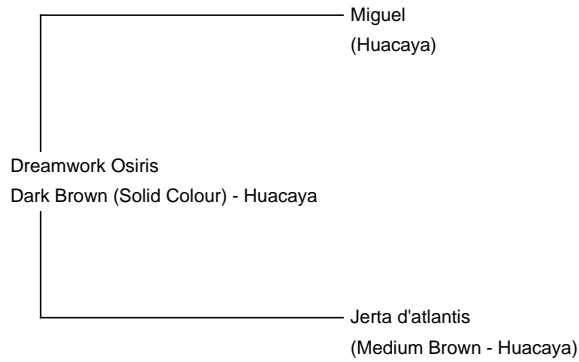 Miguel
(Huacaya)
Dreamwork Osiris
Dark Brown (Solid Colour) - Huacaya
Jerta d'atlantis
(Medium Brown - Huacaya)